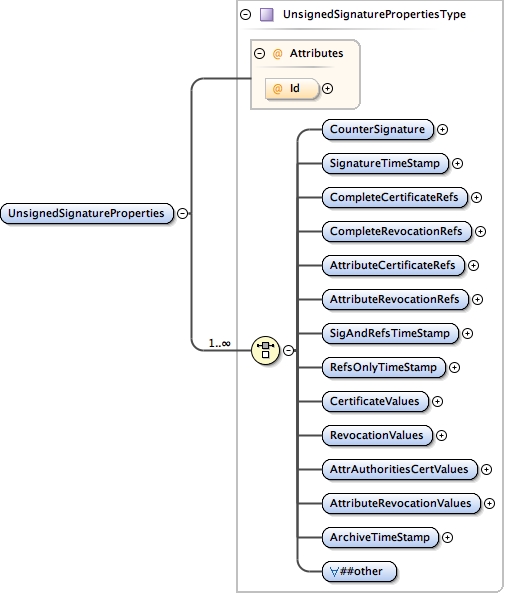 UnsignedSignaturePropertiesType
@ Attributes
@ Id
CounterSignature
SignatureTimeStamp
CompleteCertificateRefs
CompleteRevocationRefs
UnsignedSignatureProperties
AttributeCertificateRefs
AttributeRevocationRefs
1..∞
SigAndRefsTimeStamp
RefsOnlyTimeStamp
CertificateValues
RevocationValues
AttrAuthoritiesCertValues
AttributeRevocationValues
ArchiveTimeStamp
∀##other